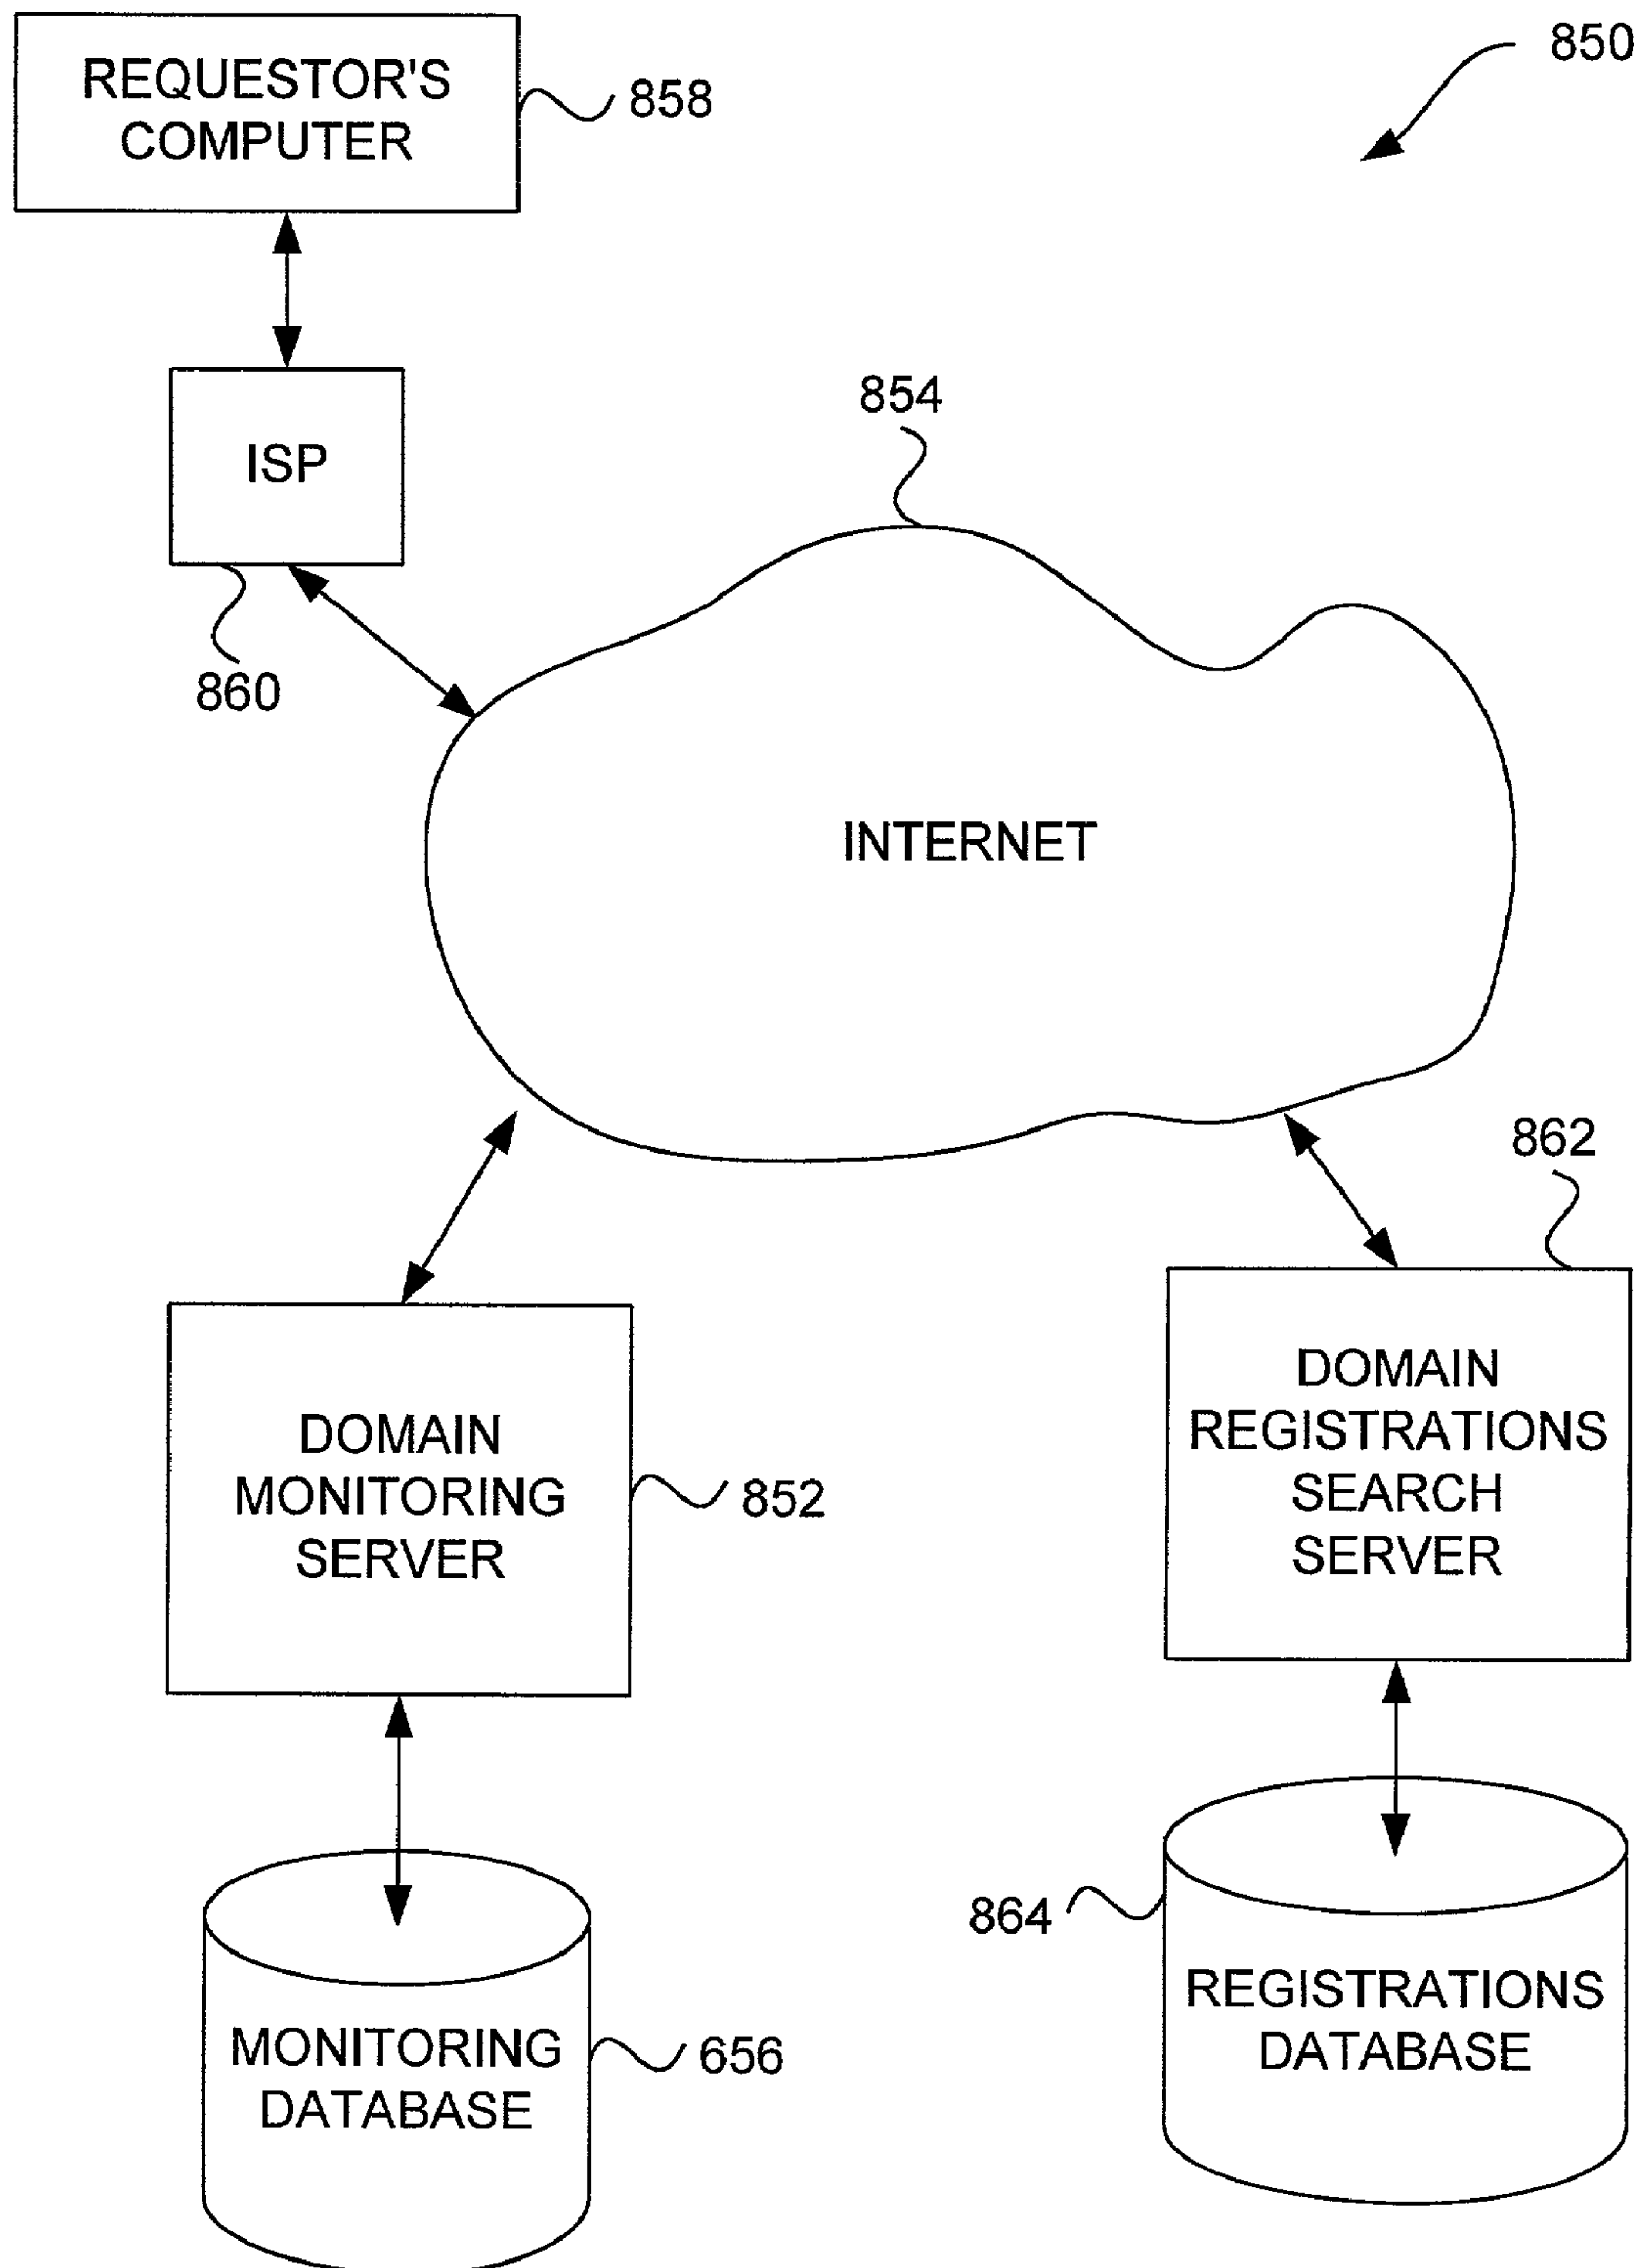 850
REQUESTOR'S
COMPUTER
858
ISP
860
854
INTERNET
862
DOMAIN
MONITORING
SERVER
852
DOMAIN
REGISTRATIONS
SEARCH
SERVER
MONITORING
DATABASE
656
864
REGISTRATIONS
DATABASE